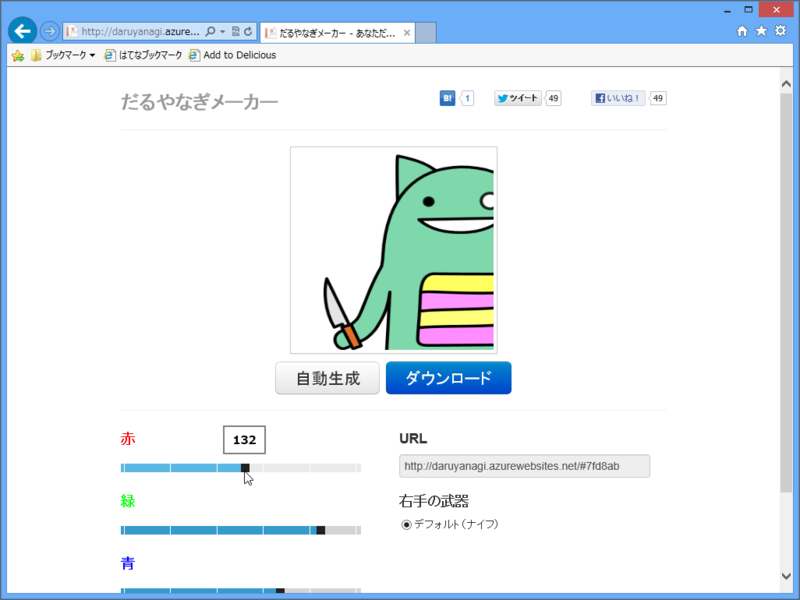 http://daruyanagi.azure...
だるやなぎメーカー - あなただ...
ブックマーク
はてなブックマーク
Add to Delicious
だるやなぎメーカー
B! 1
ツイート 49
いいね！ 49
自動生成
ダウンロード
赤
132
緑
青
URL
http://daruyanagi.azurewebsites.net/#7fd8ab
右手の武器
デフォルト（ナイフ）